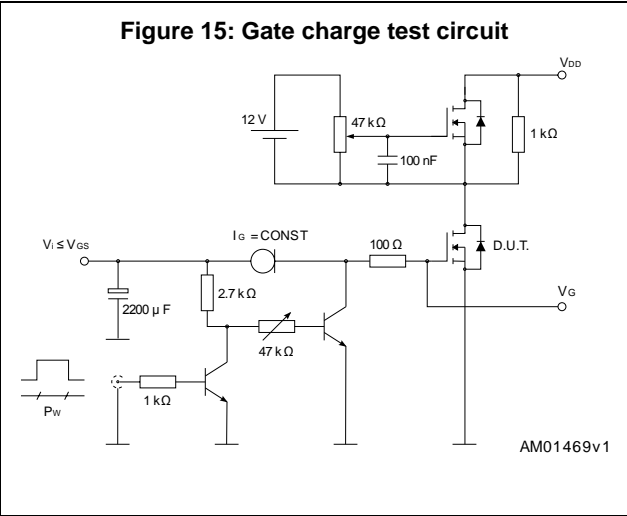 Figure 15: Gate charge test circuit
VDD
12 V
47 kΩ
1 kΩ
100 nF
Vi ≤ VGS
IG = CONST
100 Ω
D.U.T.
2.7 kΩ
2200 μF
VG
47 kΩ
1 kΩ
PW
AM01469v1